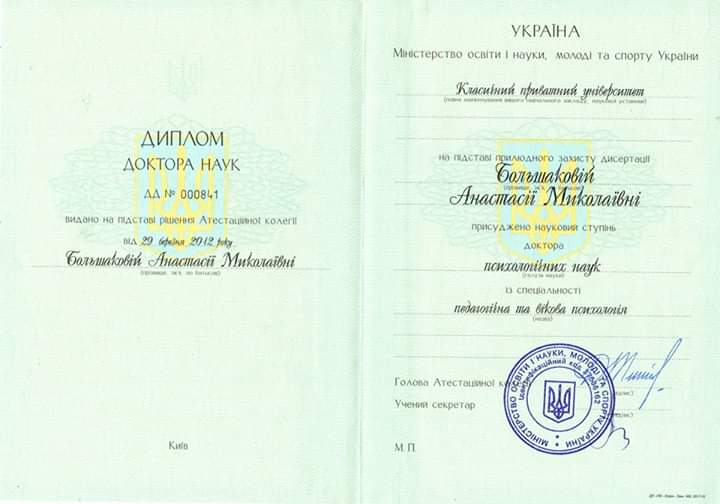 ДИПЛОМ
ДОКТОРА НАУК
ДД № 000841
видано на підставі рішення Атестаційної колегії
від 29 березня 2012 року
Большаковій Анастасії Миколаївні
(прізвище, ім'я, по батькові)
Київ
УКРАЇНА
Міністерство освіти і науки, молоді та спорту України
Класичний приватний університет
(повне найменування вищого навчального закладу, наукової установи)
на підставі прилюдного захисту дисертації
Большаковій
(прізвище, ім'я, по батькові)
Анастасії Миколаївні
присуджено науковий ступінь
доктора
психологічних наук
(галузь науки)
із спеціальності
педагогічна та вікова психологія
(назва)
Голова Атестаційної
Учений секретар
М.П.
МІНІСТЕРСТВО ОСВІТИ І НАУКИ, МОЛОДІ ТА СПОРТУ УКРАЇНИ
Ідентифікаційний код